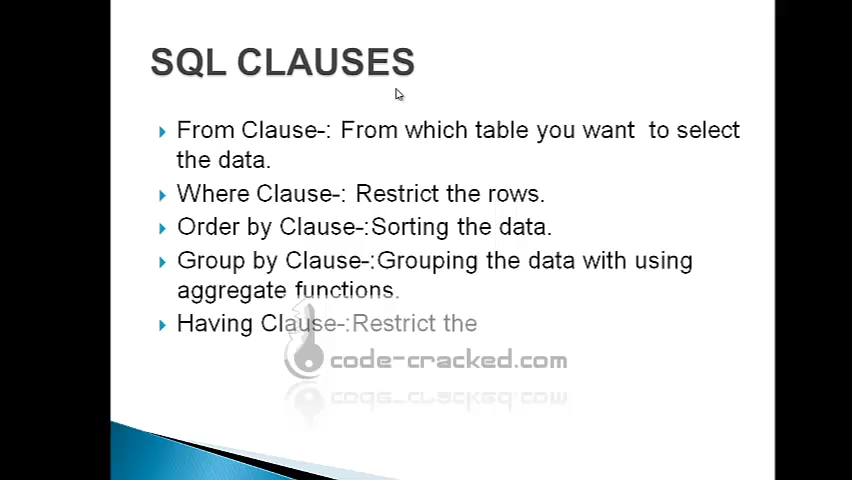 SQL CLAUSES
From Clause-: From which table you want to select
the data.
Where Clause-: Restrict the rows.
Order by Clause-:Sorting the data.
Group by Clause-:Grouping the data with using
aggregate functions.
Having Clause-:Restrict the
code-cracked.com